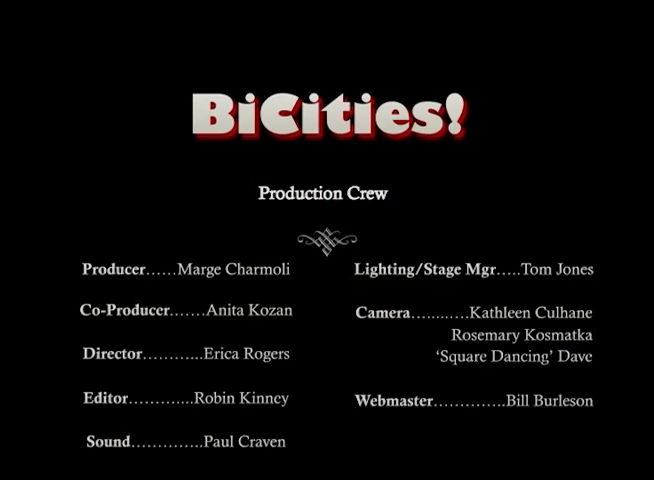 BiCities!
Production Crew
Producer......Marge Charmoli
Co-Producer.......Anita Kozan
Director...........Erica Rogers
Editor.............Robin Kinney
Sound..............Paul Craven
Lighting/Stage Mgr.....Tom Jones
Camera............Kathleen Culhane
Rosemary Kosmatka
‘Square Dancing’ Dave
Webmaster..............Bill Burleson